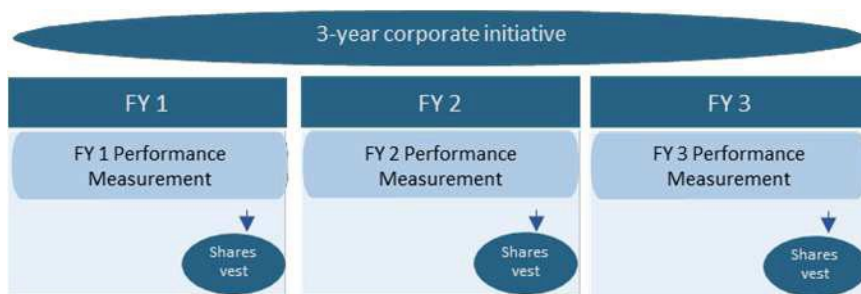 3-year corporate initiative
FY 1
FY 2
FY 3
FY 1 Performance
Measurement
FY 2 Performance
Measurement
FY 3 Performance
Measurement
Shares
vest
Shares
vest
Shares
vest